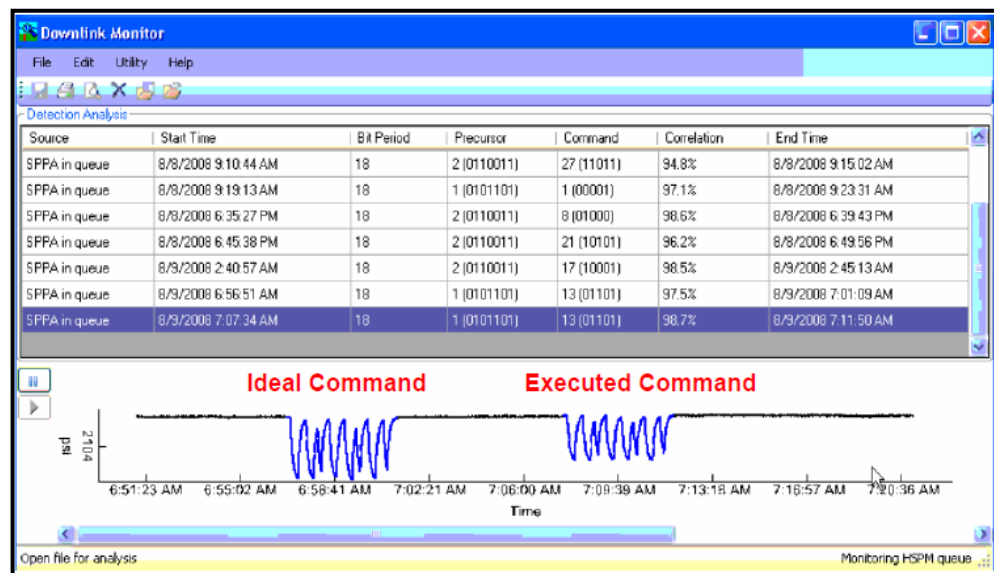 Downlink Monitor
File Edit Utility Help
Detection Analysis
Source Start Time Bit Period Precursor Command Correlation End Time
SPPA in queue 8/8/2008 9:10:44 AM 18 2 (0110011) 27 (11011) 94.8% 8/8/2008 9:15:02 AM
SPPA in queue 8/8/2008 9:19:13 AM 18 1 (0101101) 1 (00001) 97.1% 8/8/2008 9:23:31 AM
SPPA in queue 8/8/2008 6:35:27 PM 18 2 (0110011) 8 (01000) 98.6% 8/8/2008 6:39:43 PM
SPPA in queue 8/8/2008 6:45:38 PM 18 2 (0110011) 21 (10101) 96.2% 8/8/2008 6:49:56 PM
SPPA in queue 8/9/2008 2:40:57 AM 18 2 (0110011) 17 (10001) 98.5% 8/9/2008 2:45:13 AM
SPPA in queue 8/9/2008 6:56:51 AM 18 1 (0101101) 13 (01101) 97.5% 8/9/2008 7:01:09 AM
SPPA in queue 8/9/2008 7:07:34 AM 18 1 (0101101) 13 (01101) 98.7% 8/9/2008 7:11:50 AM
Ideal Command Executed Command
psi
2104
6:51:23 AM 6:55:02 AM 6:58:41 AM 7:02:21 AM 7:06:00 AM 7:09:39 AM 7:13:18 AM 7:16:57 AM 7:20:36 AM
Time
Open file for analysis Monitoring HSPM queue